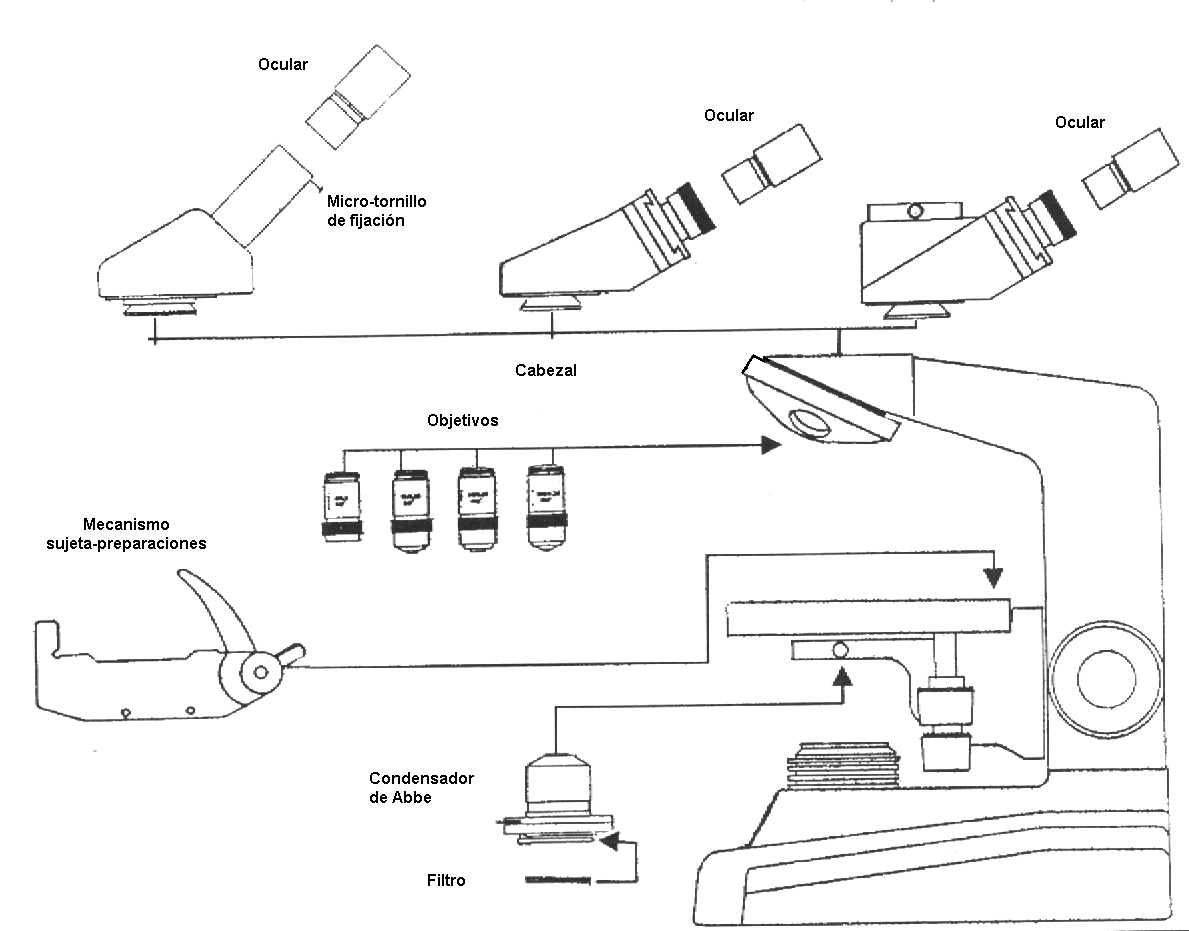 Ocular
Ocular
Ocular
Micro-tornillo
de fijación
Cabezal
Objetivos
Mecanismo
sujeta-preparaciones
Condensador
de Abbe
Filtro